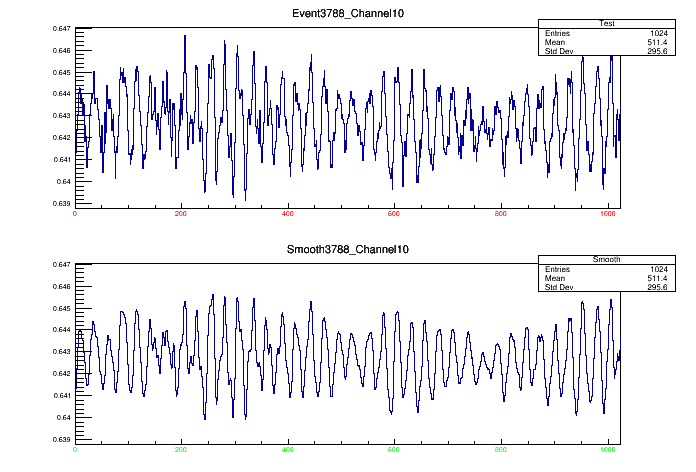 Event3788_Channel10
Test
Entries 1024
Mean 511.4
Std Dev 295.6
0.647
0.646
0.645
0.644
0.643
0.642
0.641
0.64
0.639
0 200 400 600 800 1000
Smooth3788_Channel10
Smooth
Entries 1024
Mean 511.4
Std Dev 295.6
0.647
0.646
0.645
0.644
0.643
0.642
0.641
0.64
0.639
0 200 400 600 800 1000